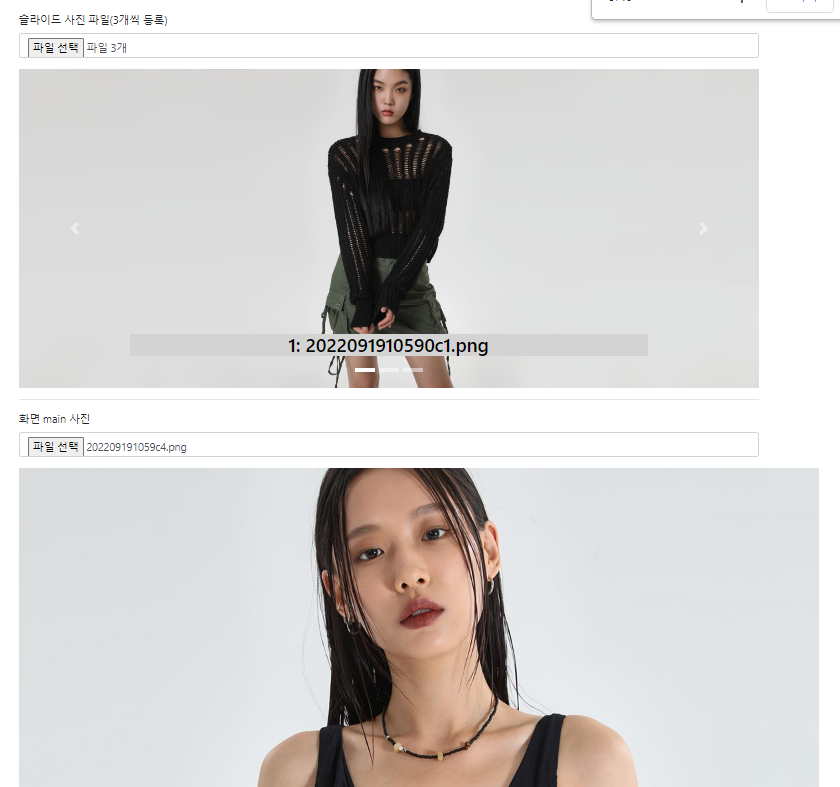 슬라이드 사진 파일(3개씩 등록)
파일 선택 파일 3개
1: 2022091910590c1.png
화면 main 사진
파일 선택 202209191059c4.png